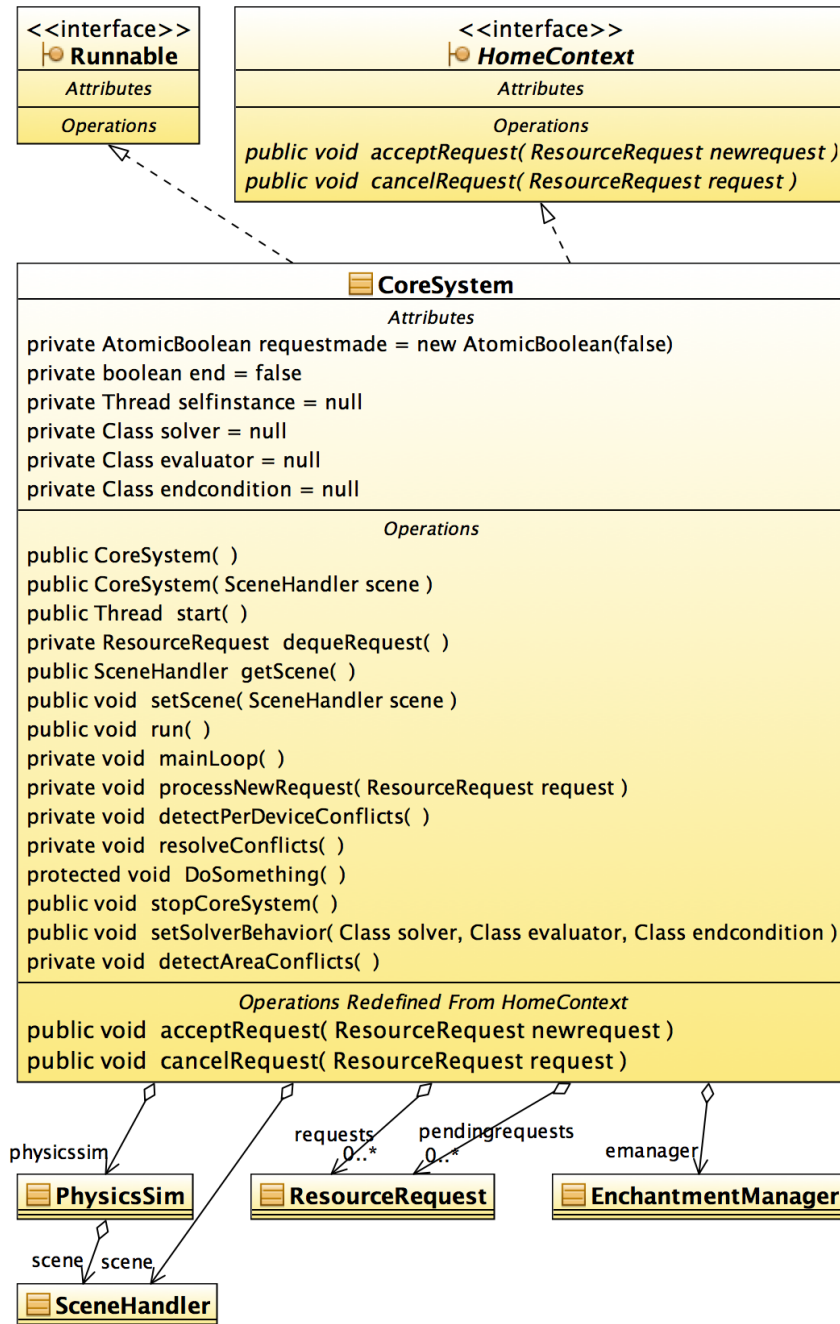 <<interface>>
Runnable
Attributes
Operations
<<interface>>
HomeContext
Attributes
Operations
public void acceptRequest( ResourceRequest newrequest )
public void cancelRequest( ResourceRequest request )
CoreSystem
Attributes
private AtomicBoolean requestmade = new AtomicBoolean(false)
private boolean end = false
private Thread selfinstance = null
private Class solver = null
private Class evaluator = null
private Class endcondition = null
Operations
public CoreSystem( )
public CoreSystem( SceneHandler scene )
public Thread start( )
private ResourceRequest dequeRequest( )
public SceneHandler getScene( )
public void setScene( SceneHandler scene )
public void run( )
private void mainLoop( )
private void processNewRequest( ResourceRequest request )
private void detectPerDeviceConflicts( )
private void resolveConflicts( )
protected void DoSomething( )
public void stopCoreSystem( )
public void setSolverBehavior( Class solver, Class evaluator, Class endcondition )
private void detectAreaConflicts( )
Operations Redefined From HomeContext
public void acceptRequest( ResourceRequest newrequest )
public void cancelRequest( ResourceRequest request )
physicssim
requests
0..*
pendingrequests
0..*
emanager
PhysicsSim
ResourceRequest
EnchantmentManager
scene
scene
SceneHandler